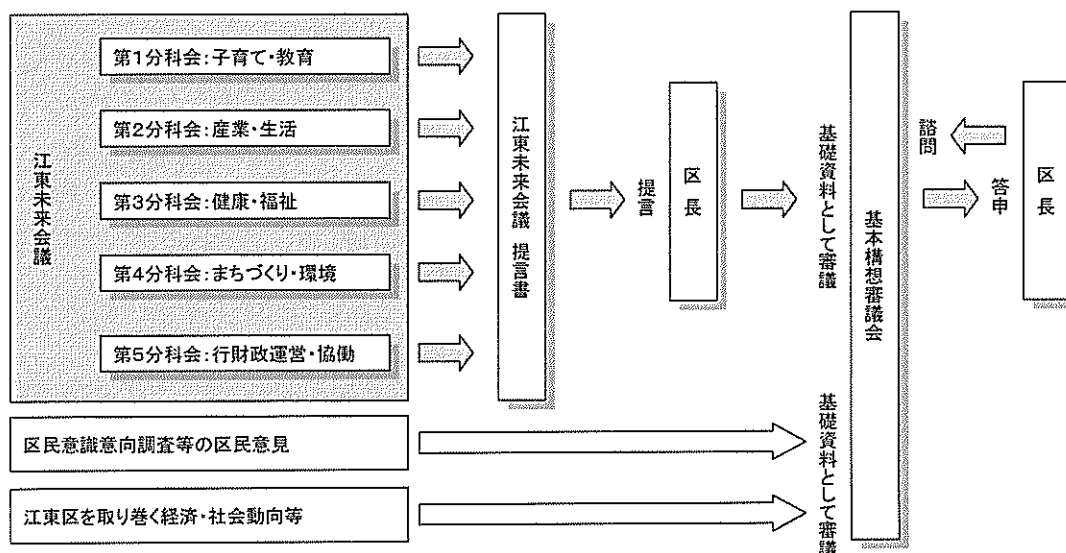 江東未来会議
第1分科会：子育て・教育
第2分科会：産業・生活
第3分科会：健康・福祉
第4分科会：まちづくり・環境
第5分科会：行財政運営・協働
江東未来会議 提言書
提言
区長
基礎資料として審議
基本構想審議会
諮問
答申
区長
区民意識意向調査等の区民意見
基礎資料として審議
江東区を取り巻く経済・社会動向等